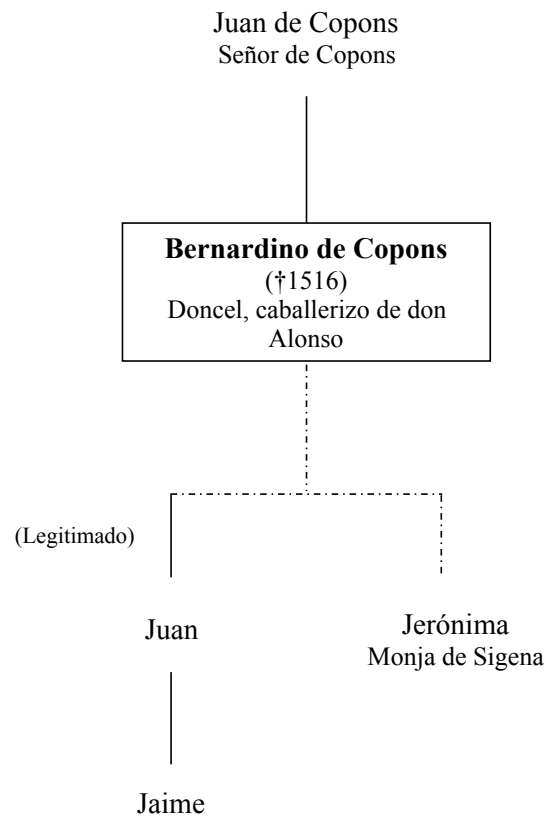 Juan de Copons
Señor de Copons
Bernardino de Copons
(†1516)
Doncel, caballerizo de don
Alonso
(Legitimado)
Juan
Jerónima
Monja de Sigena
Jaime